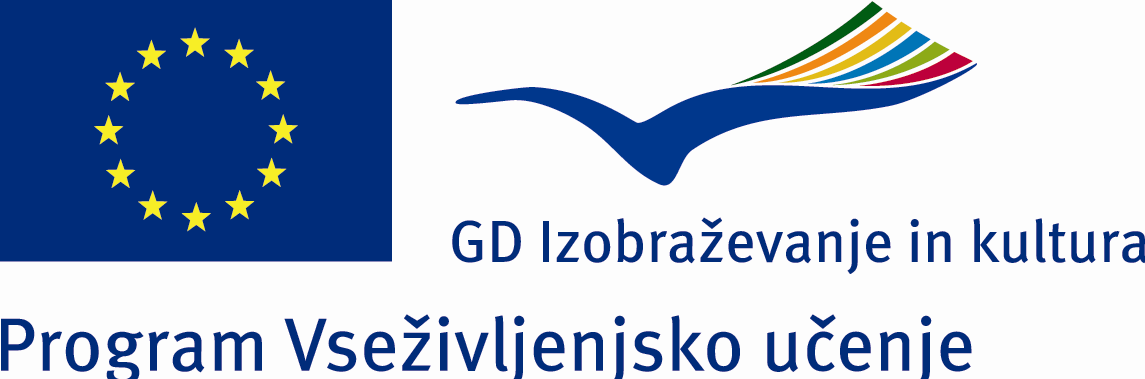 GD Izobraževanje in kultura
Program Vseživljenjsko učenje